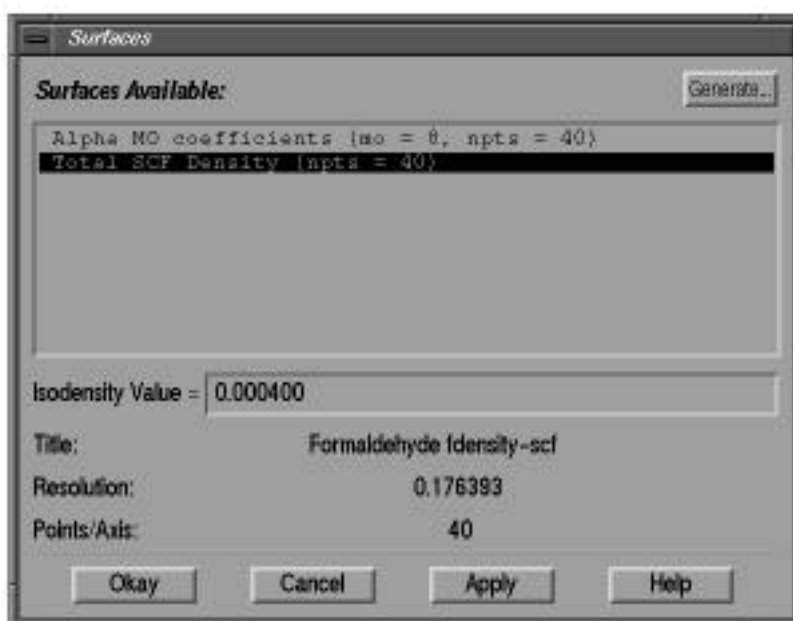 Surfaces
Surfaces Available:
Generate...
Alpha MO coefficients (mo = 8, npts = 40)
Total SCF Density (npts = 40)
Isodensity Value = 0.000400
Title: Formaldehyde fdensity-scf
Resolution: 0.176393
Points/Axis: 40
Okay Cancel Apply Help